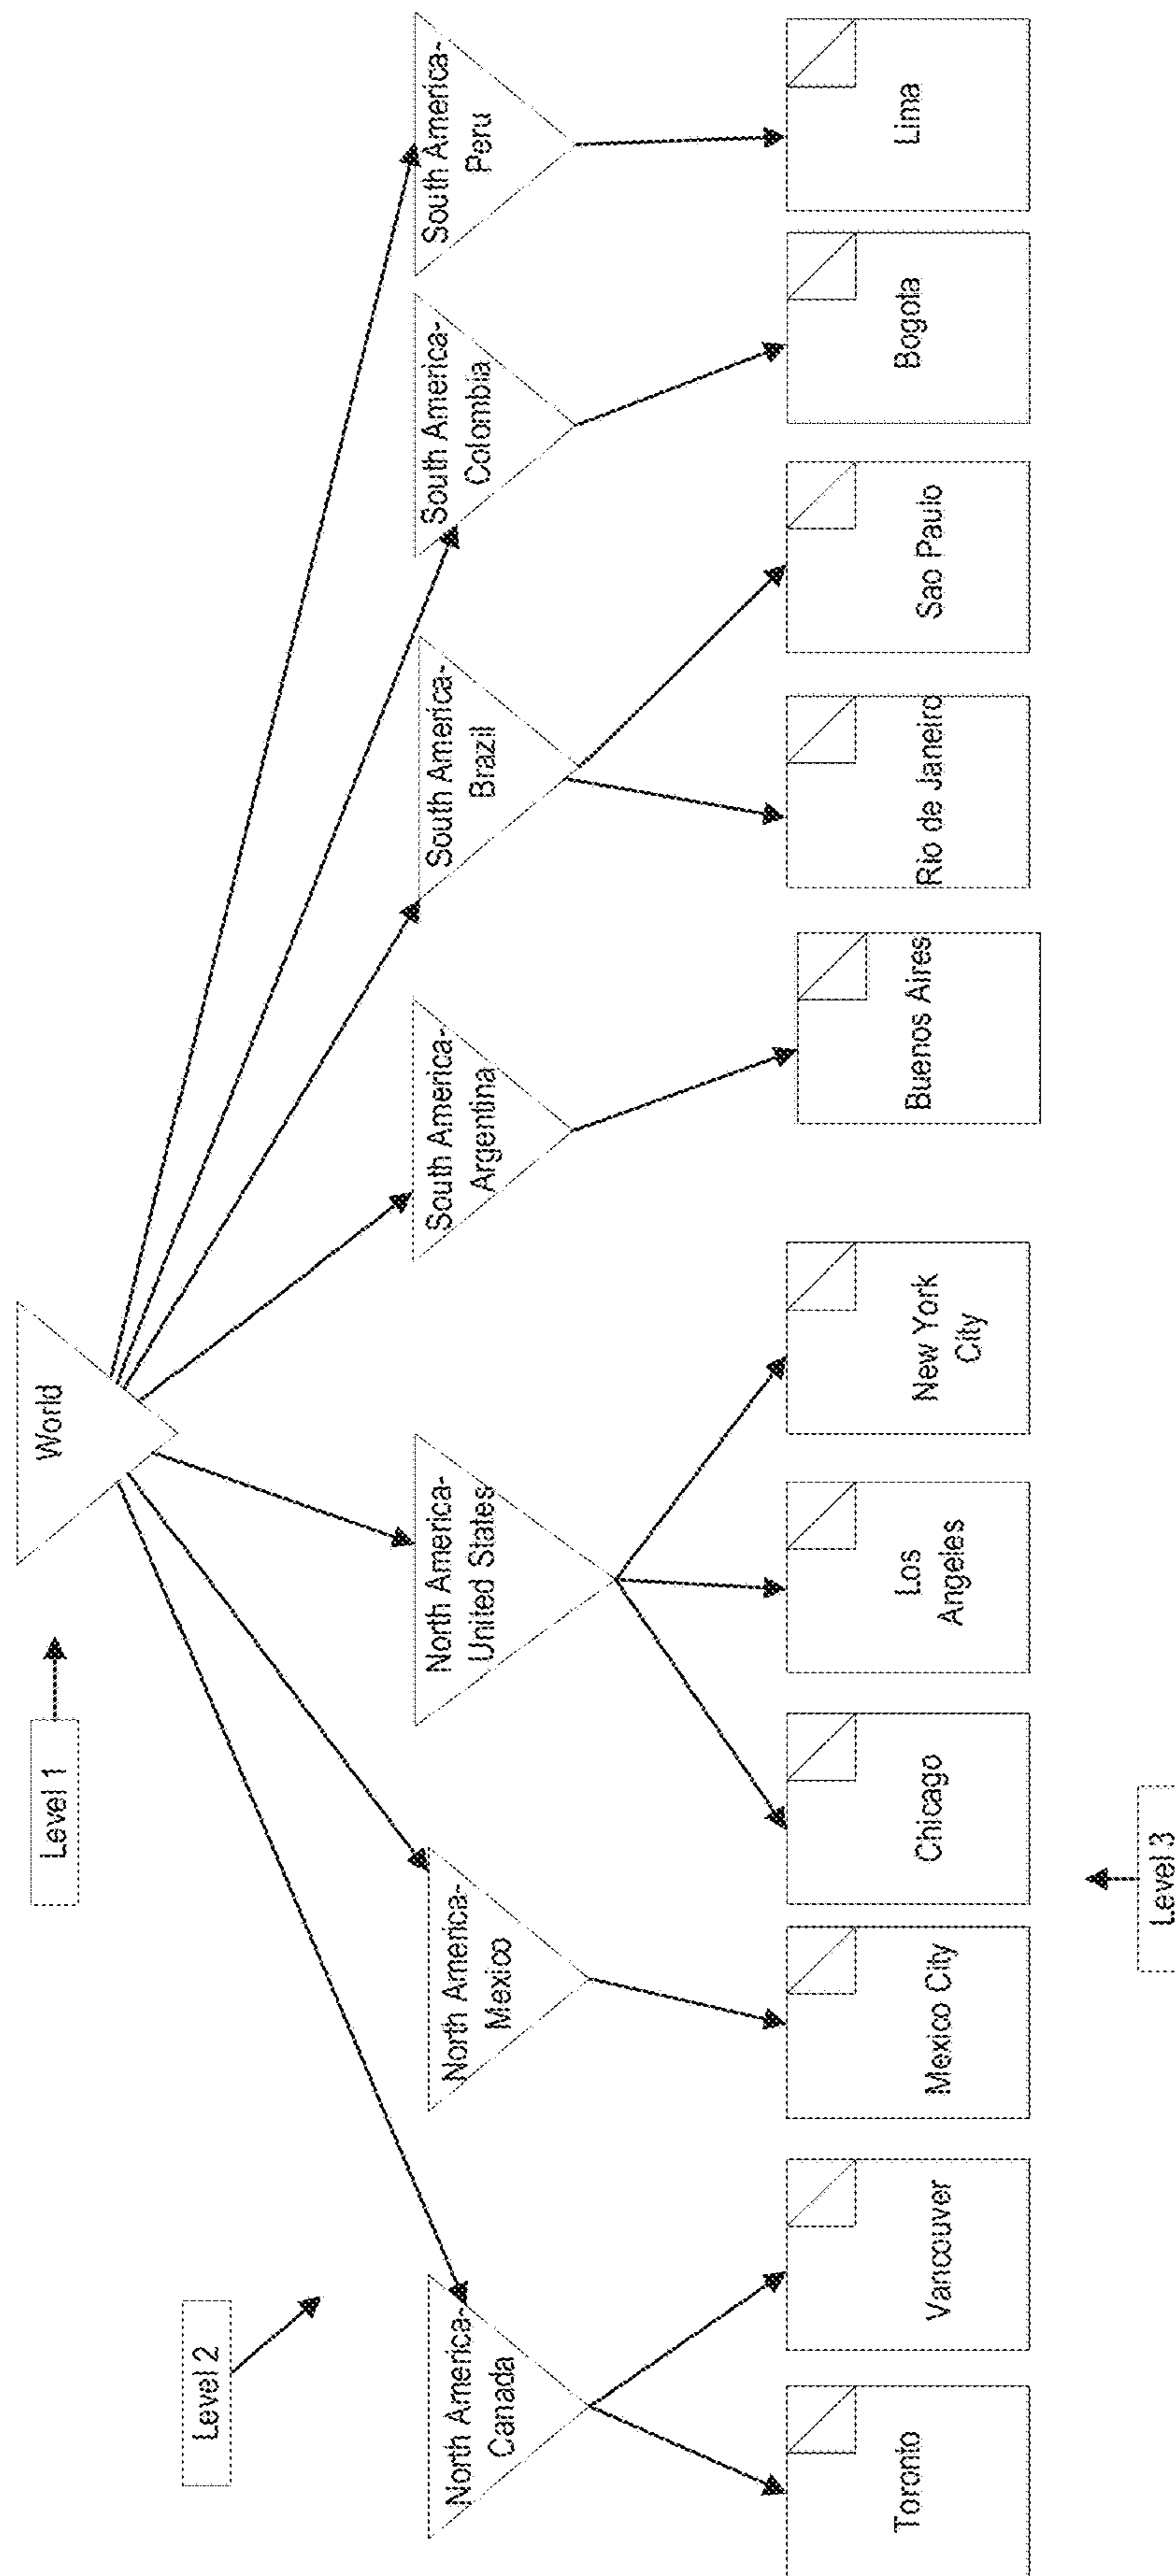 Level 1
World
Level 2
North America-
Canada
North America-
Mexico
North America-
United States
South America-
Argentina
South America-
Brazil
South America-
Colombia
South America-
Peru
Toronto
Vancouver
Mexico City
Chicago
Los
Angeles
New York
City
Buenos Aires
Rio de Janeiro
Sao Paulo
Bogota
Lima
Level 3